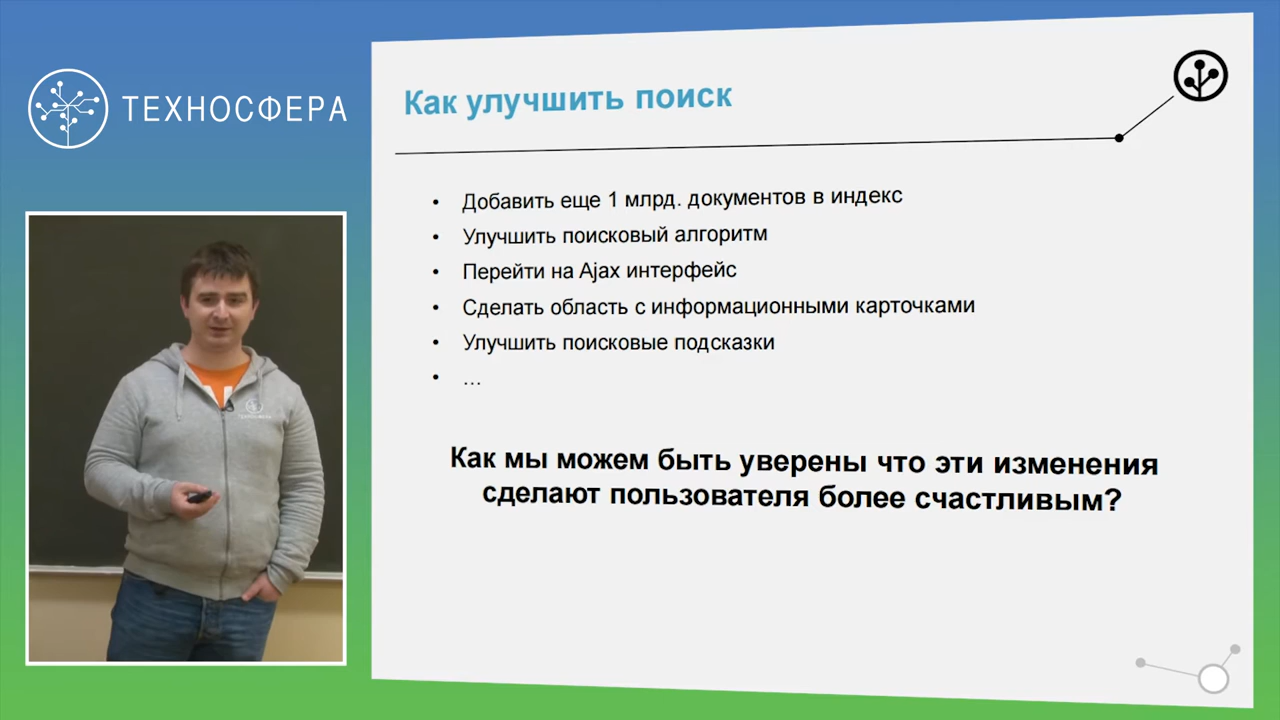 ТЕХНОСФЕРА
Как улучшить поиск
• Добавить еще 1 млрд. документов в индекс
• Улучшить поисковый алгоритм
• Перейти на Ajax интерфейс
• Сделать область с информационными карточками
• Улучшить поисковые подсказки
• …
Как мы можем быть уверены что эти изменения
сделают пользователя более счастливым?
ТЕХНОСФЕРА